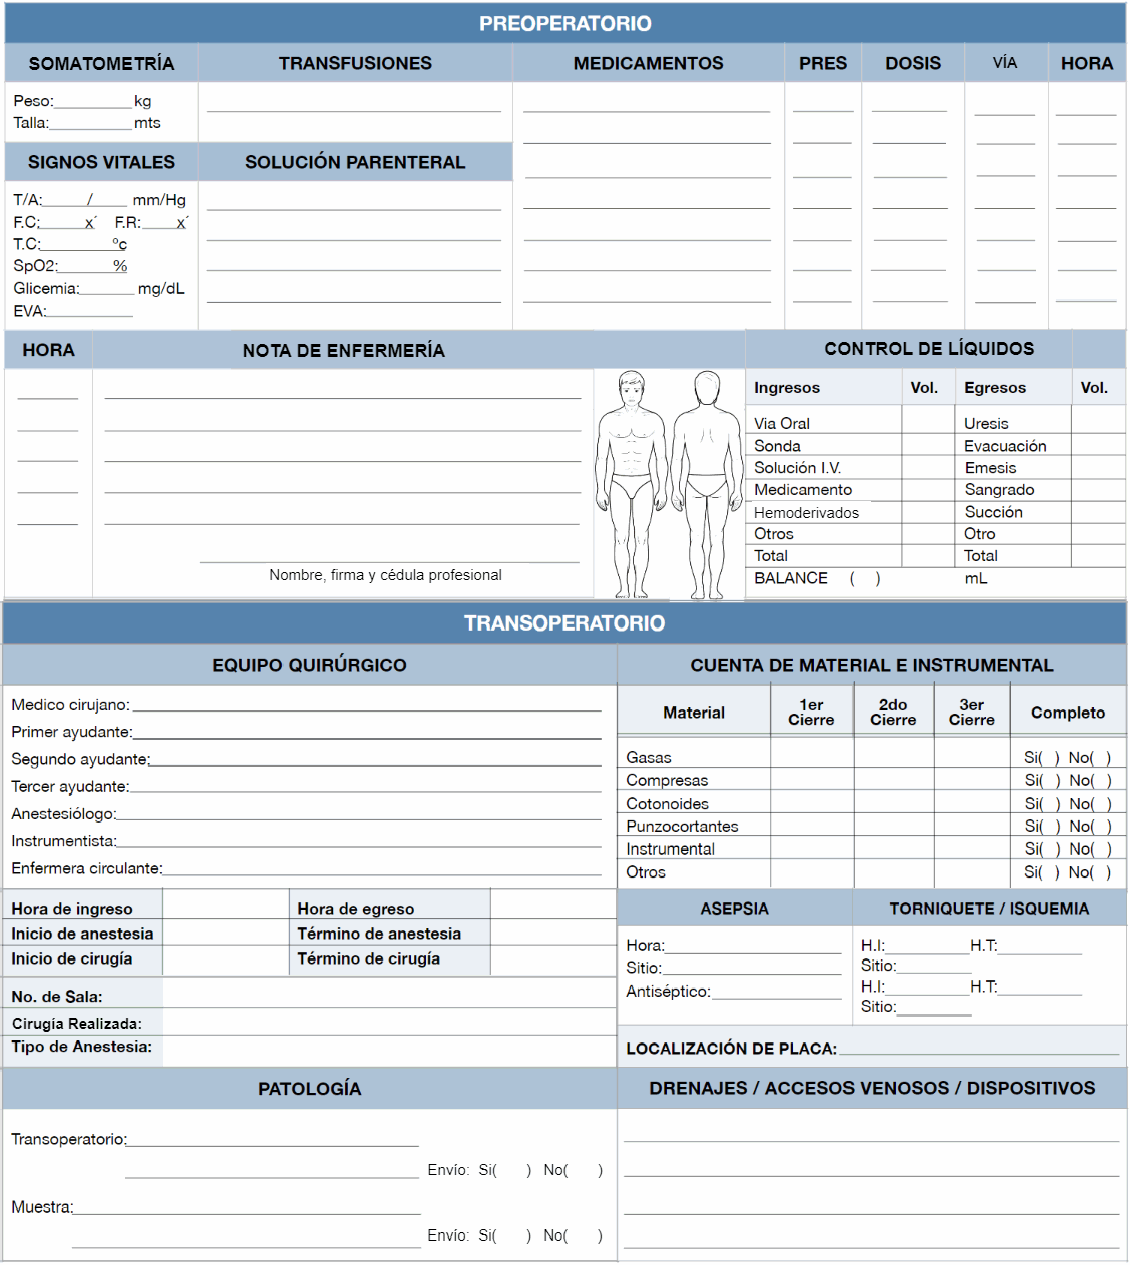 PREOPERATORIO
SOMATOMETRÍA TRANSFUSIONES MEDICAMENTOS PRES DOSIS VÍA HORA
Peso: kg
Talla: mts
SIGNOS VITALES SOLUCIÓN PARENTERAL
T/A: / mm/Hg
F.C: x´ F.R: x´
T.C: ºc
SpO2: %
Glicemia: mg/dL
EVA:
HORA NOTA DE ENFERMERÍA
Nombre, firma y cédula profesional
CONTROL DE LÍQUIDOS
Ingresos Vol. Egresos Vol.
Via Oral Uresis
Sonda Evacuación
Solución I.V. Emesis
Medicamento Sangrado
Hemoderivados Succión
Otros Otro
Total Total
BALANCE ( ) mL
TRANSOPERATORIO
EQUIPO QUIRÚRGICO
Medico cirujano:
Primer ayudante:
Segundo ayudante:
Tercer ayudante:
Anestesiólogo:
Instrumentista:
Enfermera circulante:
CUENTA DE MATERIAL E INSTRUMENTAL
Material 1er Cierre 2do Cierre 3er Cierre Completo
Gasas Si( ) No( )
Compresas Si( ) No( )
Cotonoides Si( ) No( )
Punzocortantes Si( ) No( )
Instrumental Si( ) No( )
Otros Si( ) No( )
Hora de ingreso Hora de egreso
Inicio de anestesia Término de anestesia
Inicio de cirugía Término de cirugía
No. de Sala:
Cirugía Realizada:
Tipo de Anestesia:
ASEPSIA
Hora:
Sitio:
Antiséptico:
TORNIQUETE / ISQUEMIA
H.I: H.T:
Sitio:
H.I: H.T:
Sitio:
LOCALIZACIÓN DE PLACA:
PATOLOGÍA
Transoperatorio:
Envío: Si( ) No( )
Muestra:
Envío: Si( ) No( )
DRENAJES / ACCESOS VENOSOS / DISPOSITIVOS